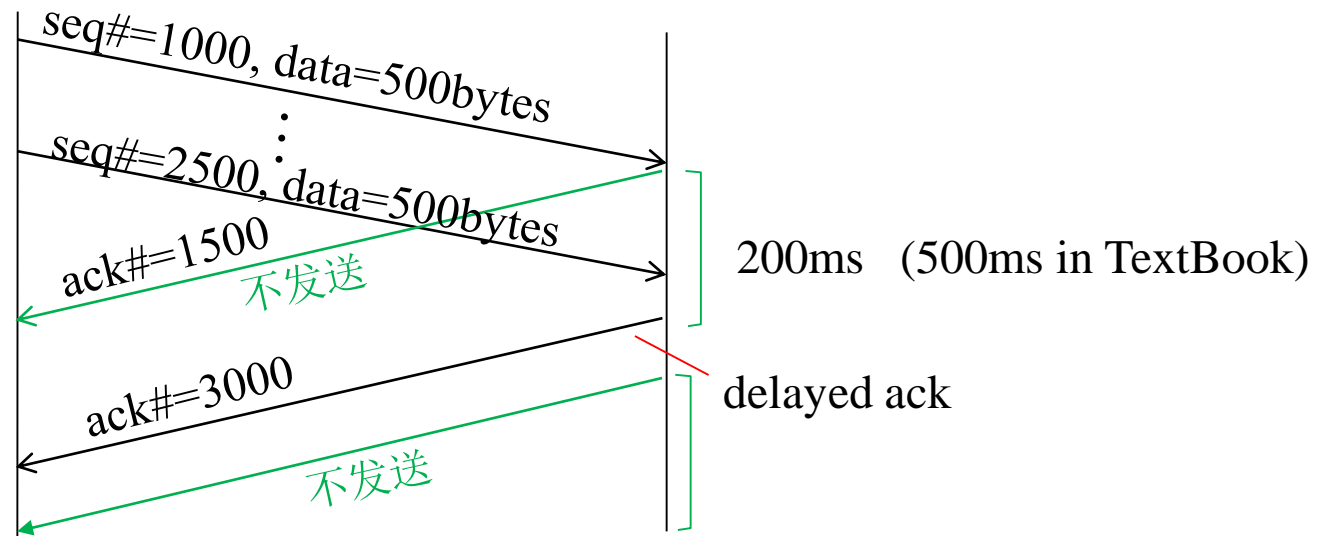 seq#=1000, data=500bytes
⋮
seq#=2500, data=500bytes
ack#=1500
不发送
200ms (500ms in TextBook)
ack#=3000
delayed ack
不发送